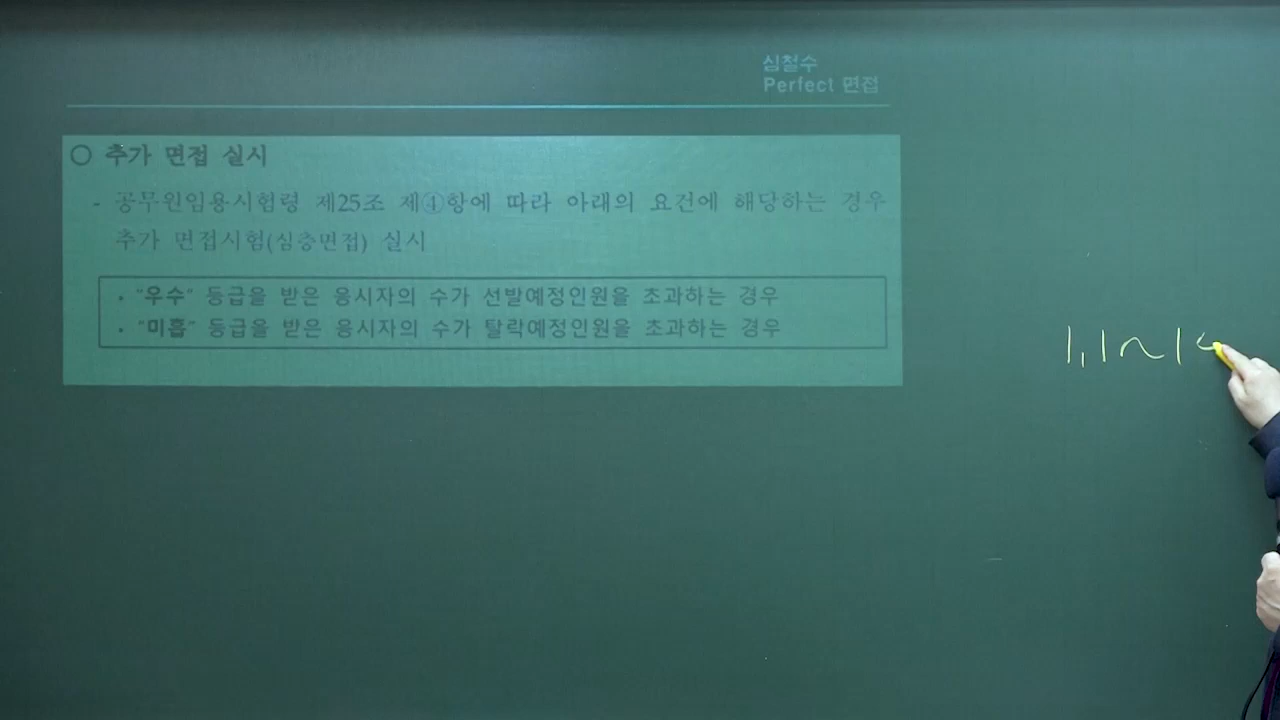 심철수
Perfect 면접
○ 추가 면접 실시
- 공무원임용시험령 제25조 제④항에 따라 아래의 요건에 해당하는 경우
추가 면접시험(심층면접) 실시
• "우수" 등급을 받은 응시자의 수가 선발예정인원을 초과하는 경우
• "미흡" 등급을 받은 응시자의 수가 탈락예정인원을 초과하는 경우
1,1~1